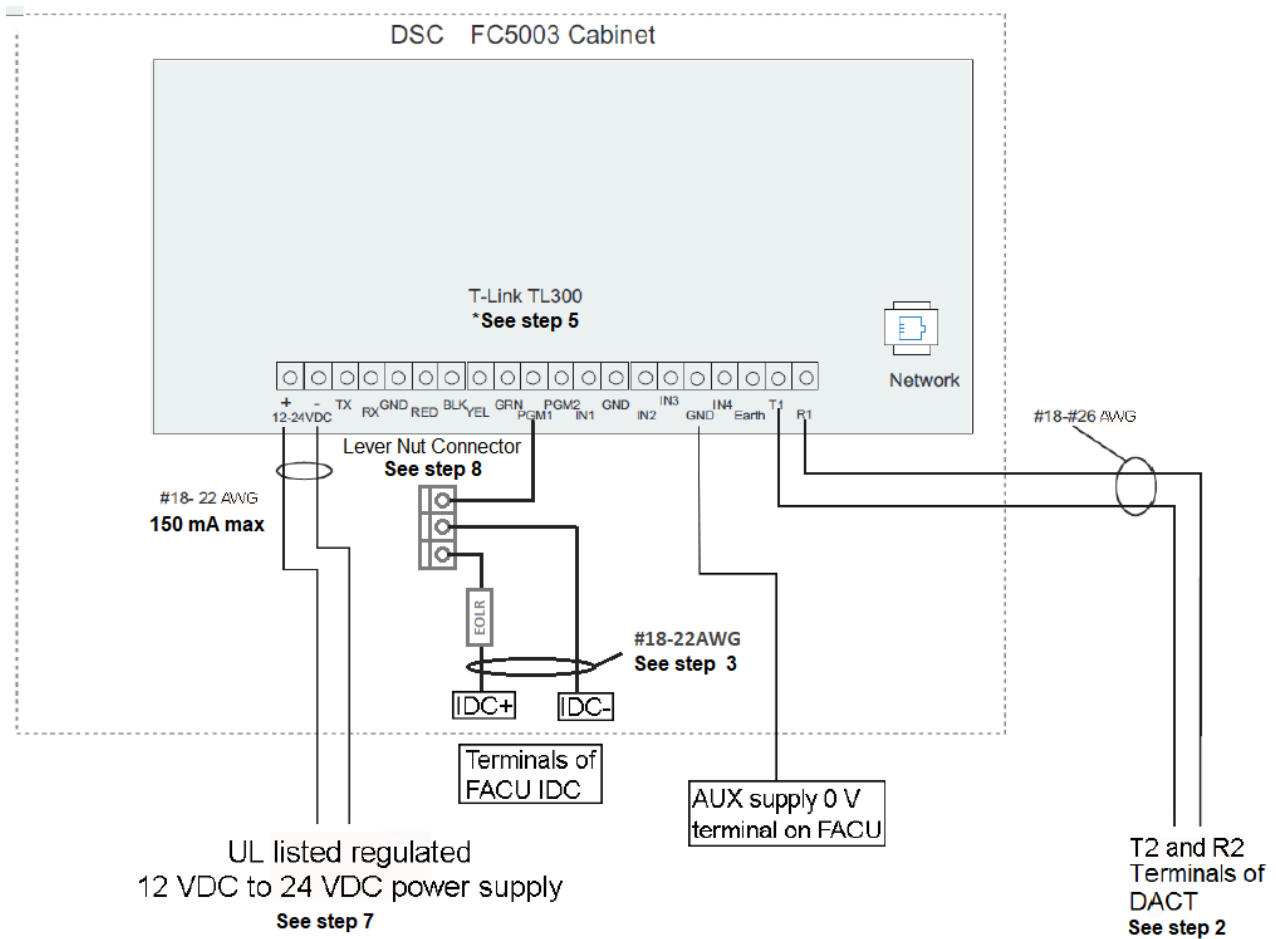 DSC FC5003 Cabinet
T-Link TL300
*See step 5
Network
+ - TX RX GND RED BLK YEL GRN PGM1 PGM2 IN1 GND IN2 IN3 GND IN4 Earth T1 R1
12-24VDC
#18-#26 AWG
Lever Nut Connector
See step 8
#18- 22 AWG
150 mA max
EOLR
#18-22AWG
See step 3
IDC+ IDC-
Terminals of
FACU IDC
AUX supply 0 V
terminal on FACU
UL listed regulated
12 VDC to 24 VDC power supply
See step 7
T2 and R2
Terminals of
DACT
See step 2